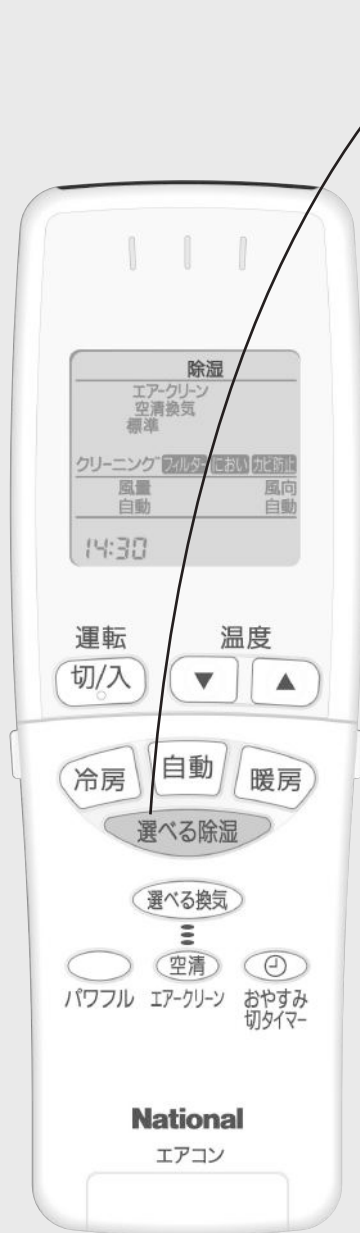 除湿
エアークリーン
空清換気
標準
クリーニング フィルター におい カビ防止
風量 風向
自動 自動
14:30
運転 温度
切/入 ▼ ▲
冷房 自動 暖房
選べる除湿
選べる換気
空清
パワフル エアークリーン おやすみ
切タイマー
National
エアコン